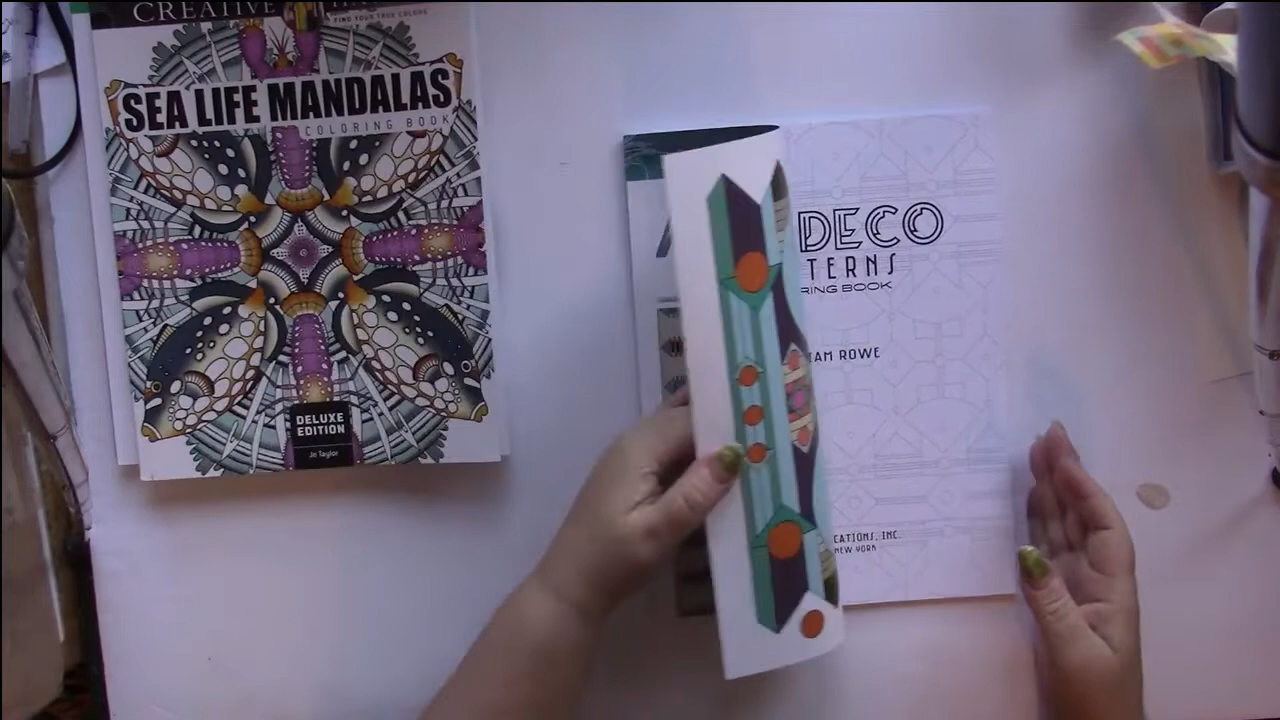 CREATIVE
FIND YOUR TRUE COLORS
SEA LIFE MANDALAS
COLORING BOOK
DELUXE
EDITION
Jo Taylor
DECO
TERNS
RING BOOK
IAM ROWE
CATIONS, INC.
NEW YORK